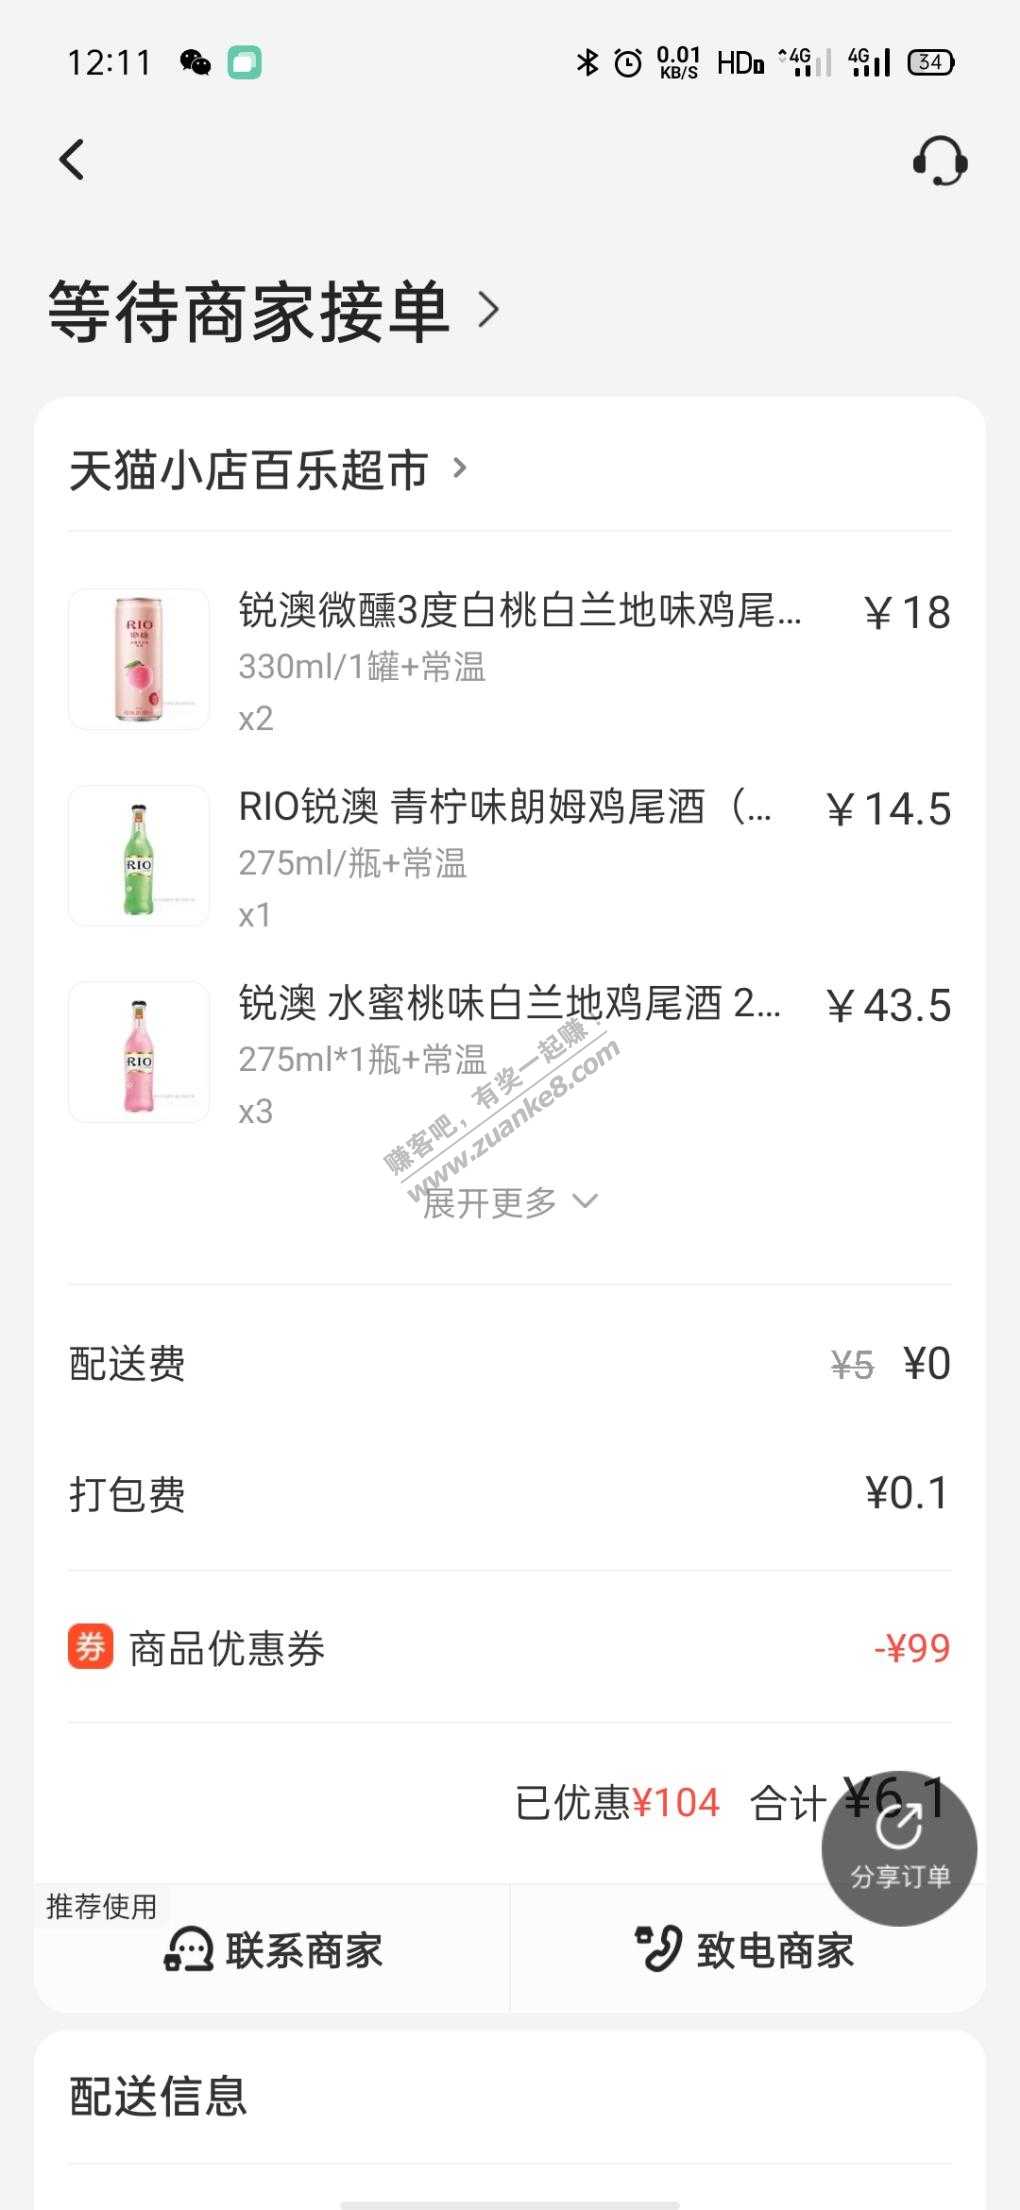 12:11
0.01 KB/S HD 4G 4G 34
等待商家接单
天猫小店百乐超市
RIO
锐澳微醺3度白桃白兰地味鸡尾... ￥18
330ml/1罐+常温
x2
RIO
RIO锐澳 青柠味朗姆鸡尾酒（... ￥14.5
275ml/瓶+常温
x1
RIO
锐澳 水蜜桃味白兰地鸡尾酒 2... ￥43.5
275ml*1瓶+常温
x3
赚客吧，有奖一起赚！
www.zuanke8.com
展开更多
配送费 ¥5 ¥0
打包费 ¥0.1
券 商品优惠券 -¥99
已优惠¥104 合计 ¥6.1
分享订单
推荐使用
联系商家 致电商家
配送信息